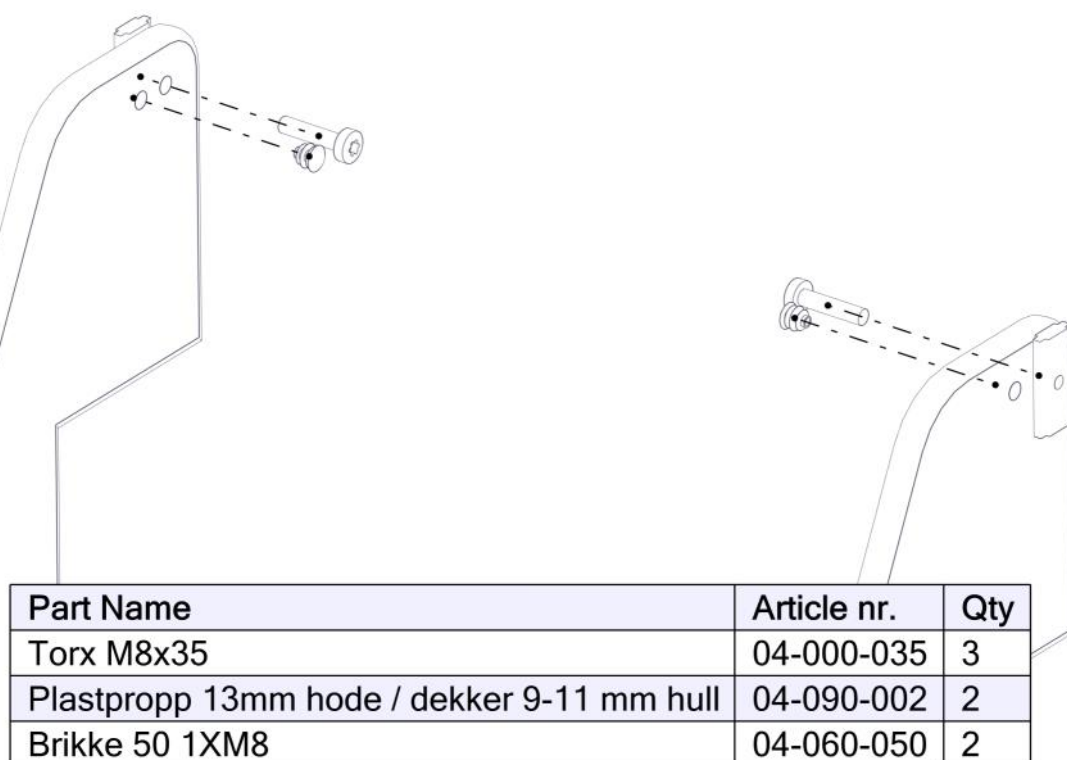 Part Name Article nr. Qty
Torx M8x35 04-000-035 3
Plastpropp 13mm hode / dekker 9-11 mm hull 04-090-002 2
Brikke 50 1XM8 04-060-050 2